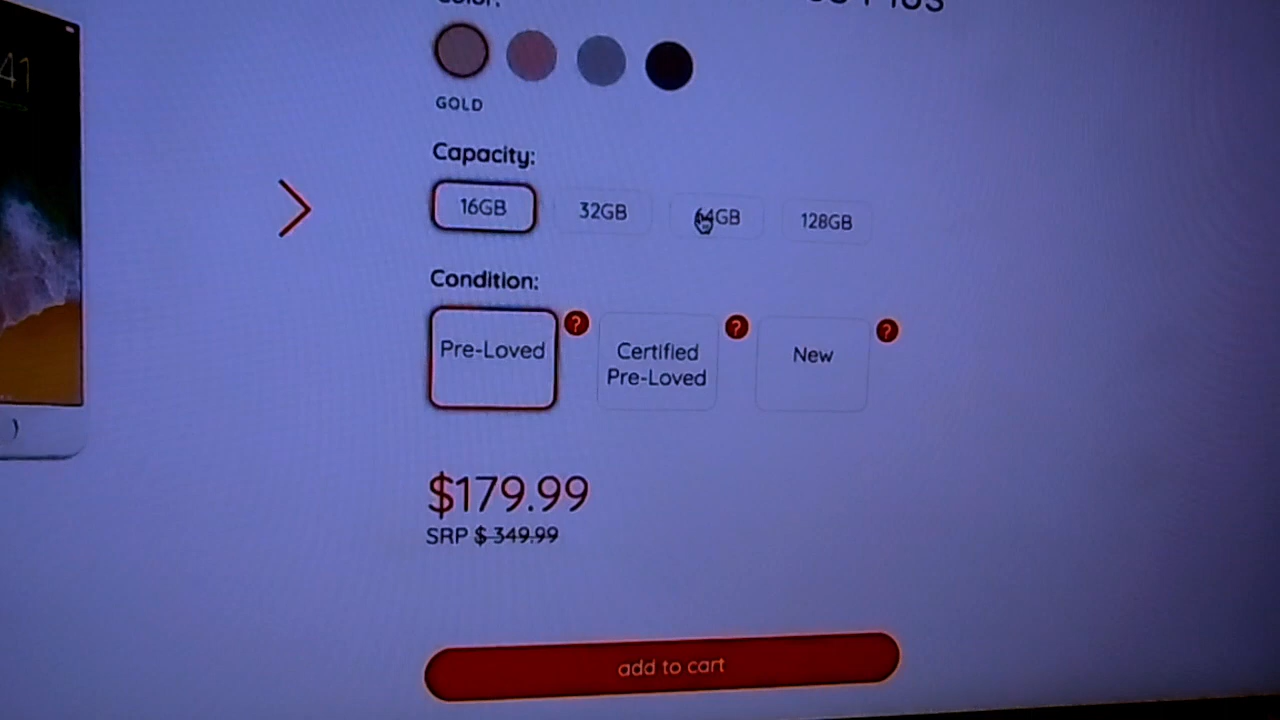 41
GOLD
Capacity:
16GB 32GB 64GB 128GB
Condition:
Pre-Loved ? Certified Pre-Loved ? New ?
$179.99
SRP $ 349.99
add to cart